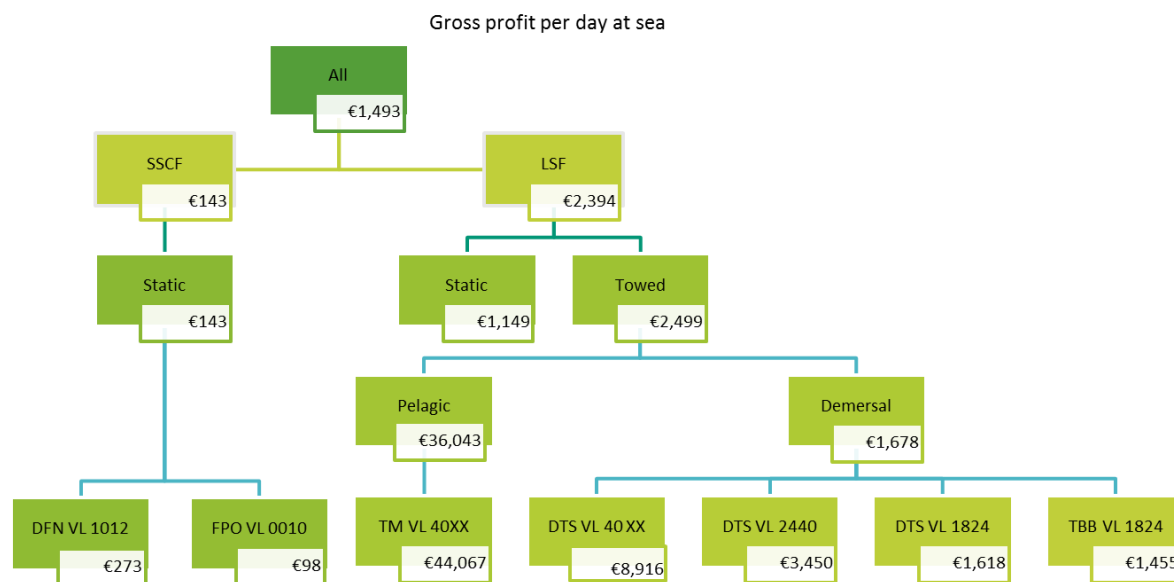 Gross profit per day at sea
All
€1,493
SSCF
€143
LSF
€2,394
Static
€143
Static
€1,149
Towed
€2,499
Pelagic
€36,043
Demersal
€1,678
DFN VL 1012
€273
FPO VL 0010
€98
TM VL 40XX
€44,067
DTS VL 40 XX
€8,916
DTS VL 2440
€3,450
DTS VL 1824
€1,618
TBB VL 1824
€1,455